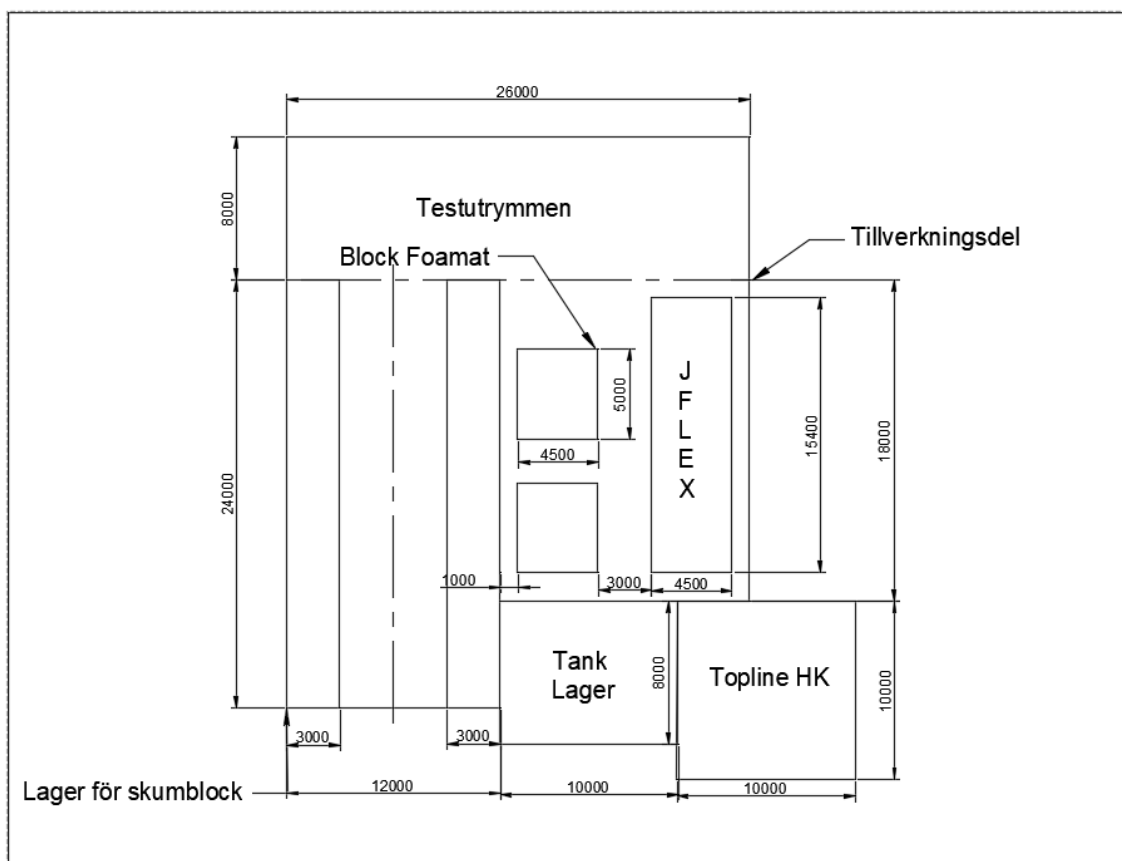 26000
8000
Testutrymmen
Block Foamat
Tillverkningsdel
24000
5000
4500
J
F
L
E
X
15400
18000
1000
3000
4500
Tank
Lager
8000
Topline HK
10000
3000
3000
Lager för skumblock
12000
10000
10000